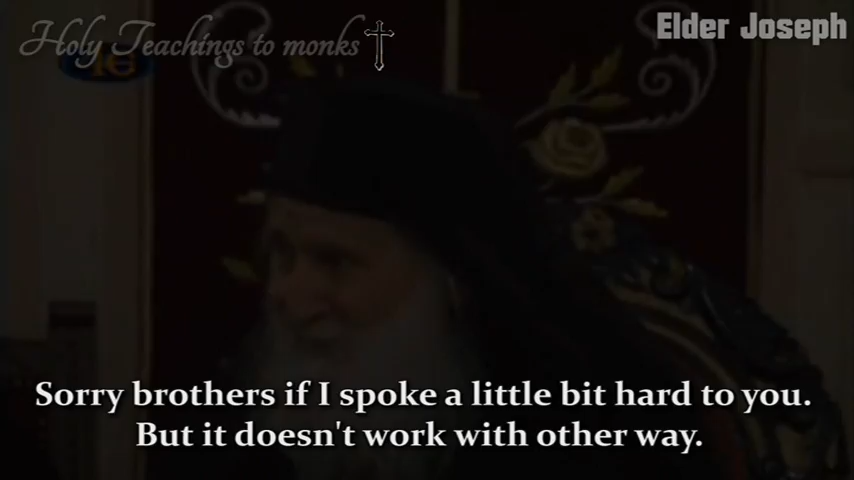 Holy Teachings to monks
Elder Joseph
Sorry brothers if I spoke a little bit hard to you.
But it doesn't work with other way.